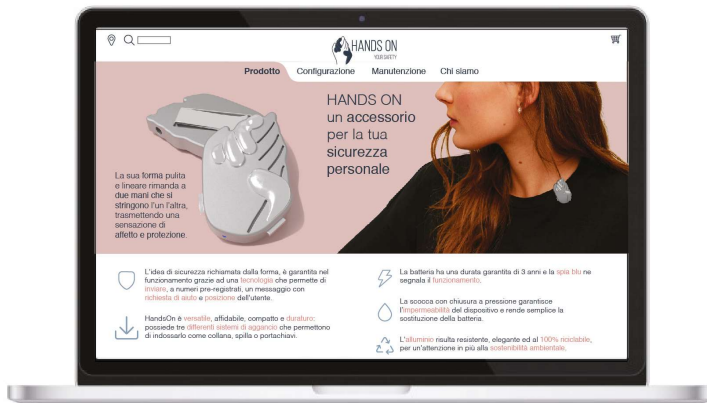 HANDS ON
YOUR SAFETY
Prodotto Configurazione Manutenzione Chi siamo
HANDS ON
un accessorio
per la tua
sicurezza
personale
La sua forma pulita
e lineare rimanda a
due mani che si
stringono l'un l'altra,
trasmettendo una
sensazione di
affetto e protezione.
L'idea di sicurezza richiamata dalla forma, è garantita nel
funzionamento grazie ad una tecnologia che permette di
inviare, a numeri pre-registrati, un messaggio con
richiesta di aiuto e posizione dell'utente.
HandsOn è versatile, affidabile, compatto e duraturo:
possiede tre differenti sistemi di aggancio che permettono
di indossarlo come collana, spilla o portachiavi.
La batteria ha una durata garantita di 3 anni e la spia blu ne
segnala il funzionamento.
La scocca con chiusura a pressione garantisce
l'impermeabilità del dispositivo e rende semplice la
sostituzione della batteria.
L'alluminio risulta resistente, elegante ed al 100% riciclabile,
per un'attenzione in più alla sostenibilità ambientale.